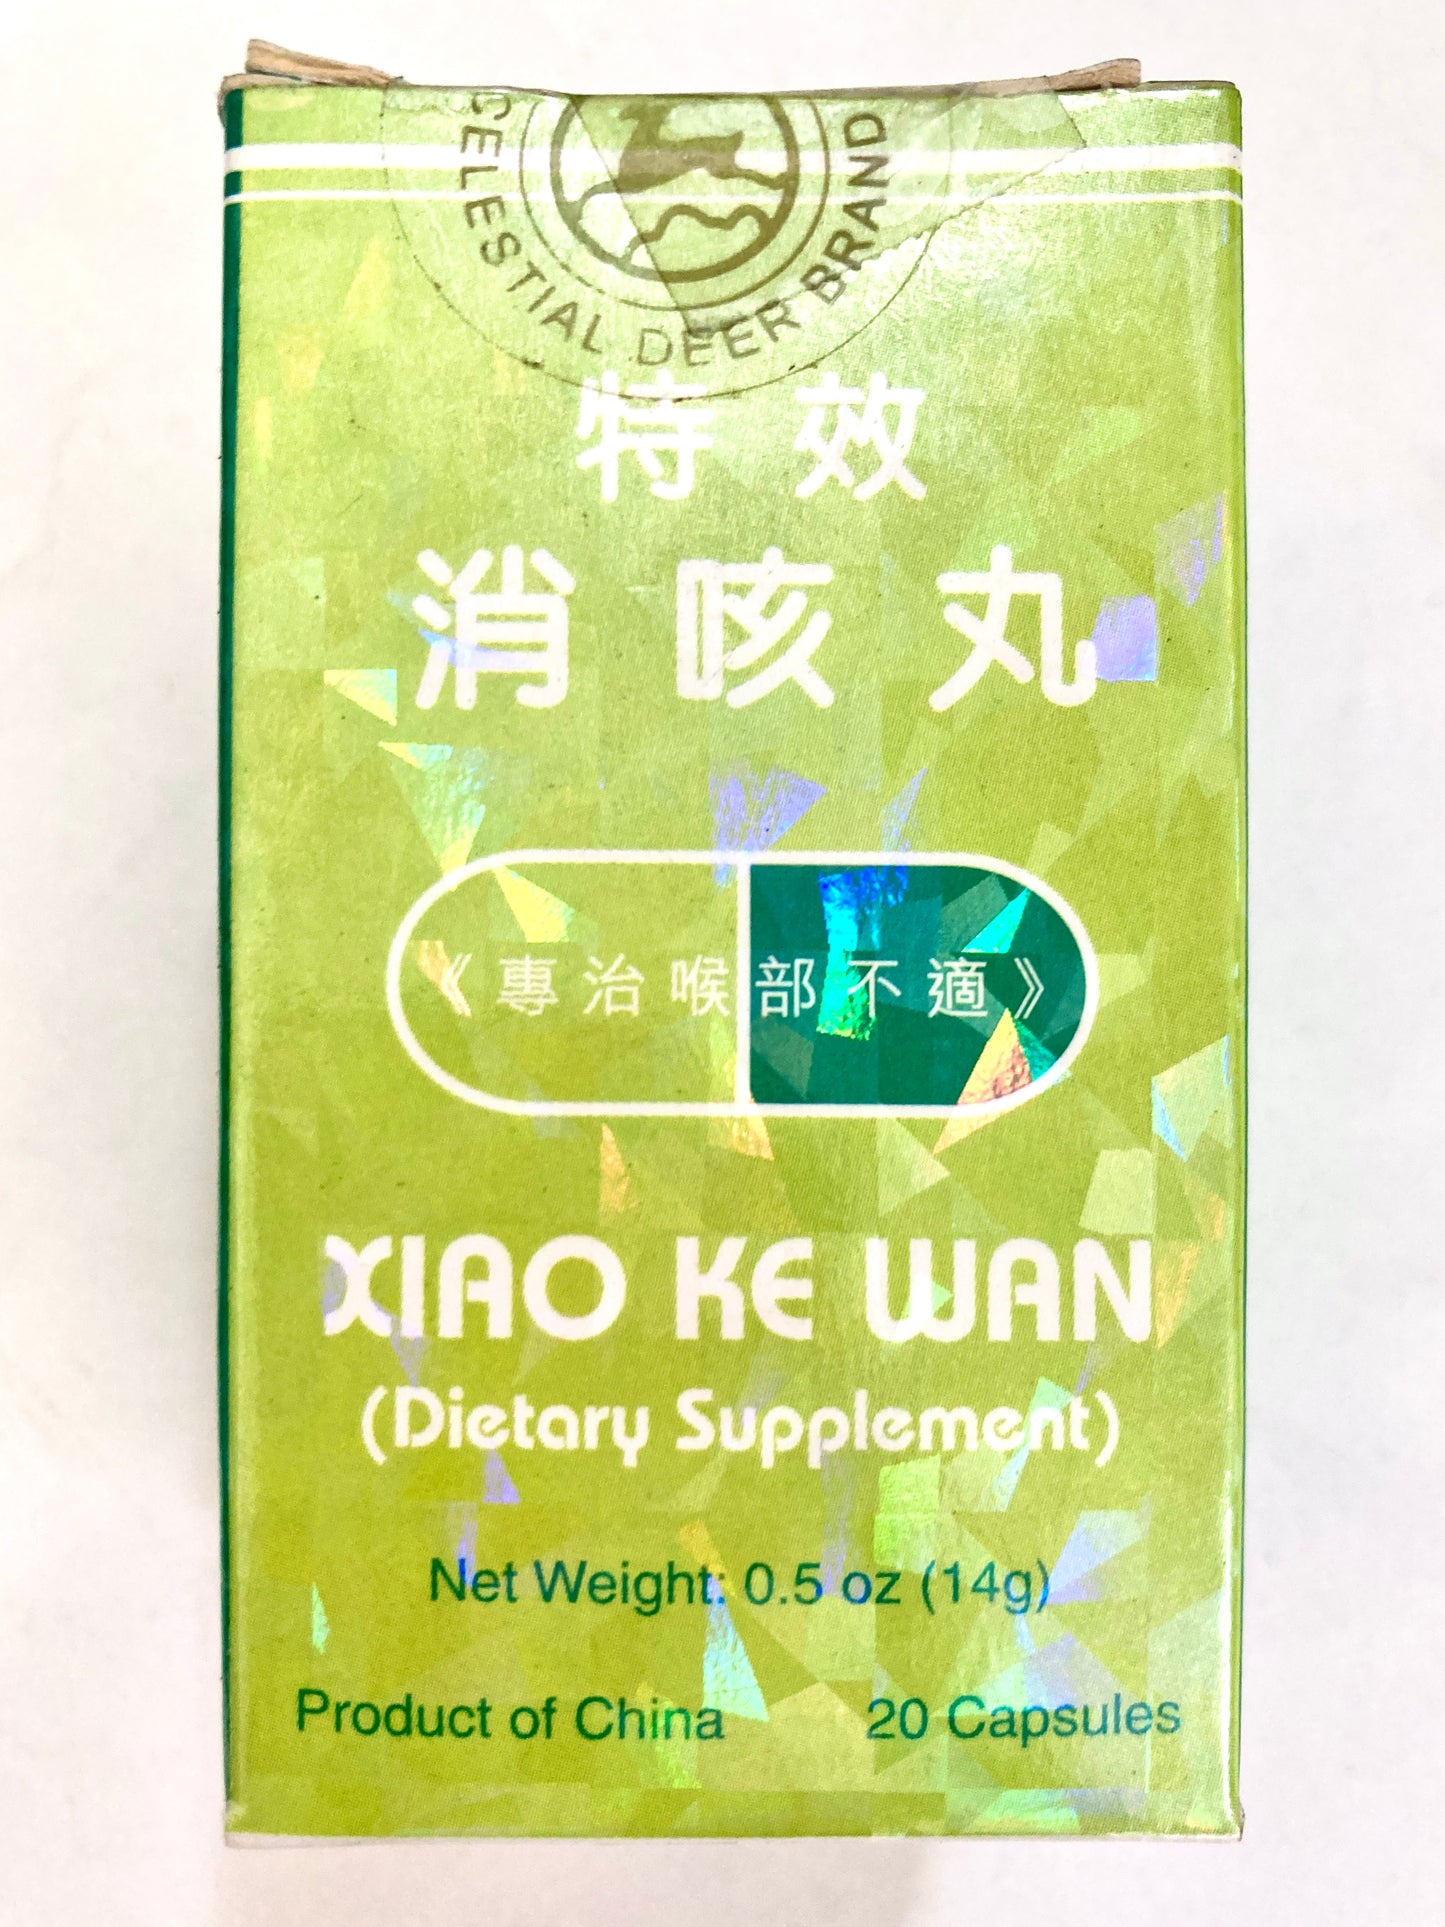 CELESTIAL DEER BRAND
特效
消咳丸
《專治喉部不適》
XIAO KE WAN
(Dietary Supplement)
Net Weight: 0.5 oz (14g)
Product of China
20 Capsules